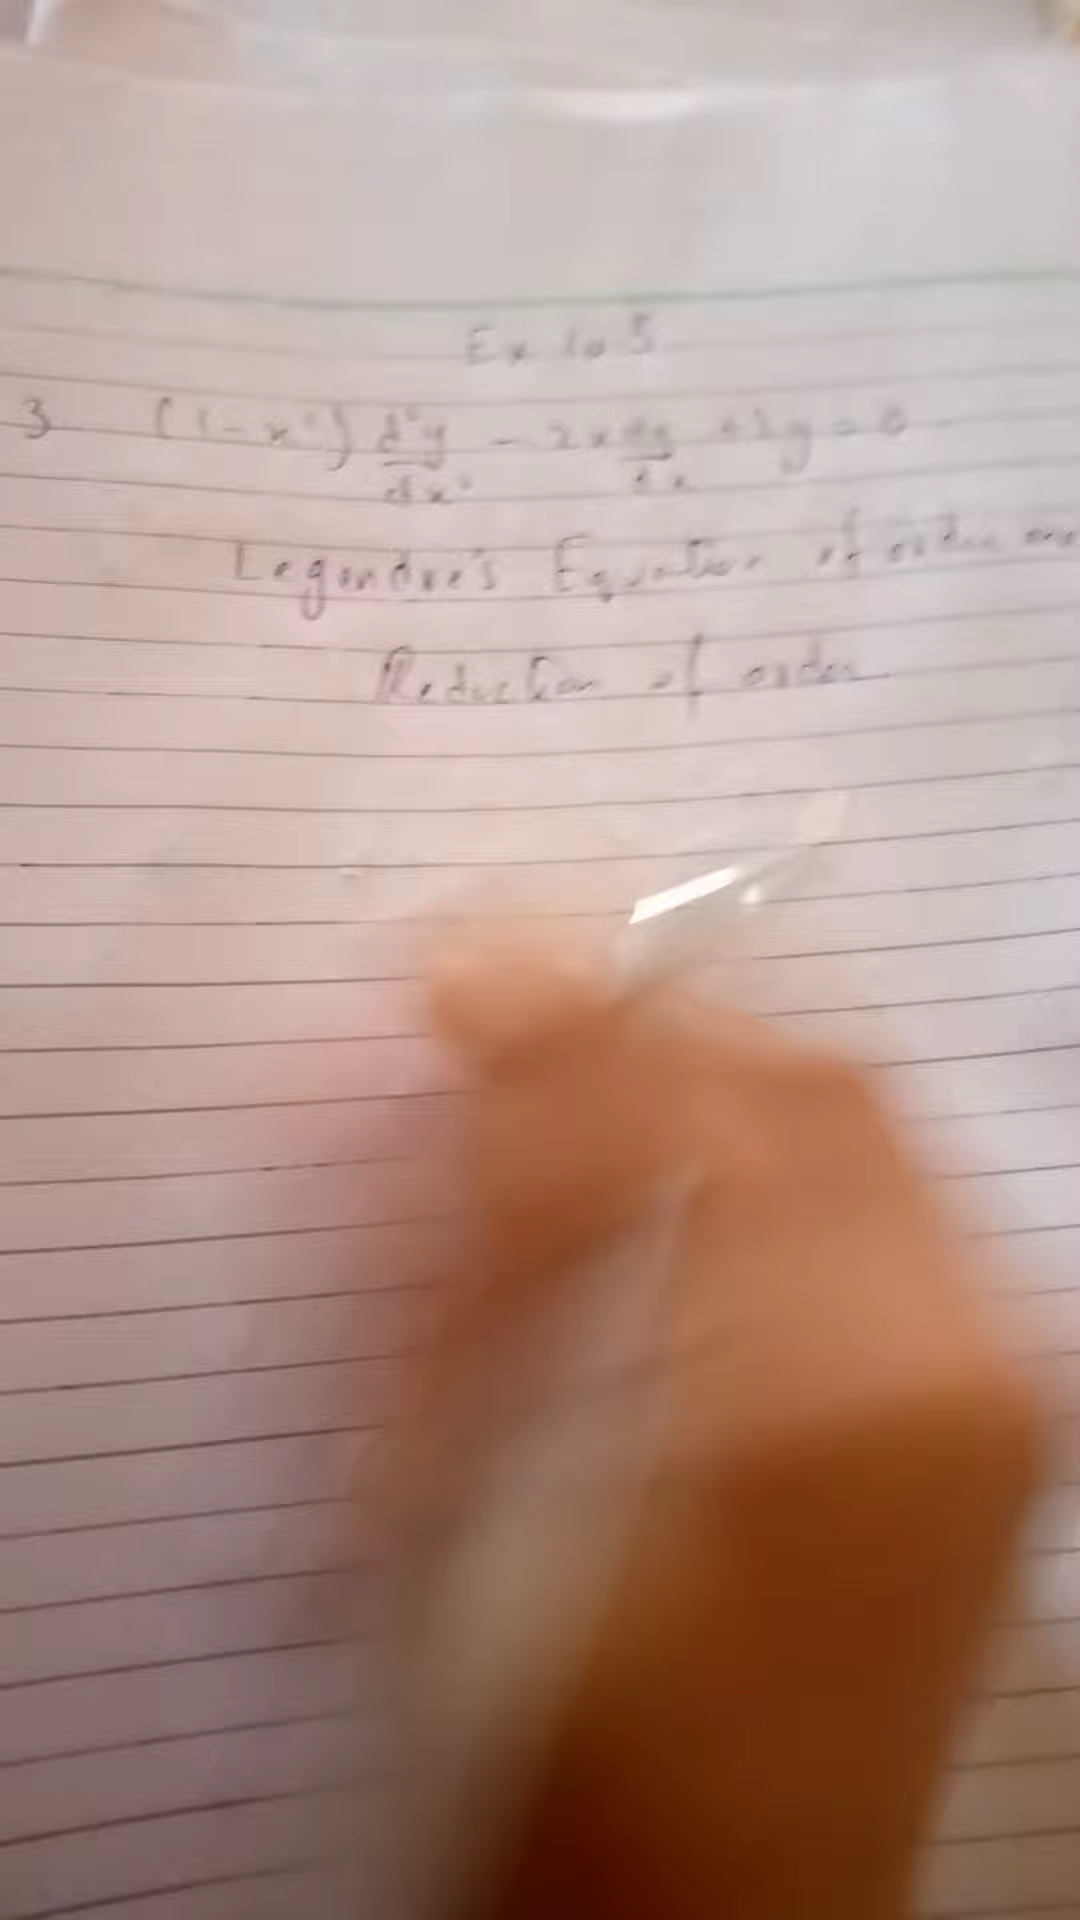 Ex 10.5
3 (1-x²) d²y/dx² - 2x dy/dx + 2y = 0
Legendre's Equation of order one
Reduction of order